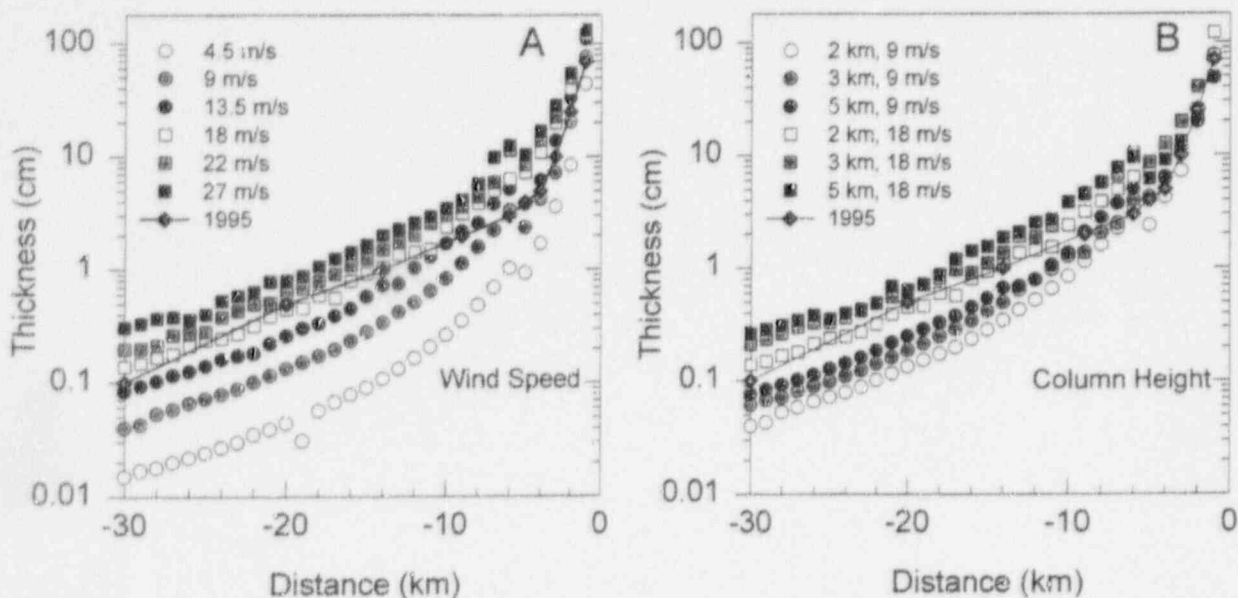 A
100
10
1
0.1
0.01
Thickness (cm)
4.5 m/s
9 m/s
13.5 m/s
18 m/s
22 m/s
27 m/s
1995
Wind Speed
-30
-20
-10
0
Distance (km)
B
100
10
1
0.1
0.01
Thickness (cm)
2 km, 9 m/s
3 km, 9 m/s
5 km, 9 m/s
2 km, 18 m/s
3 km, 18 m/s
5 km, 18 m/s
1995
Column Height
-30
-20
-10
0
Distance (km)